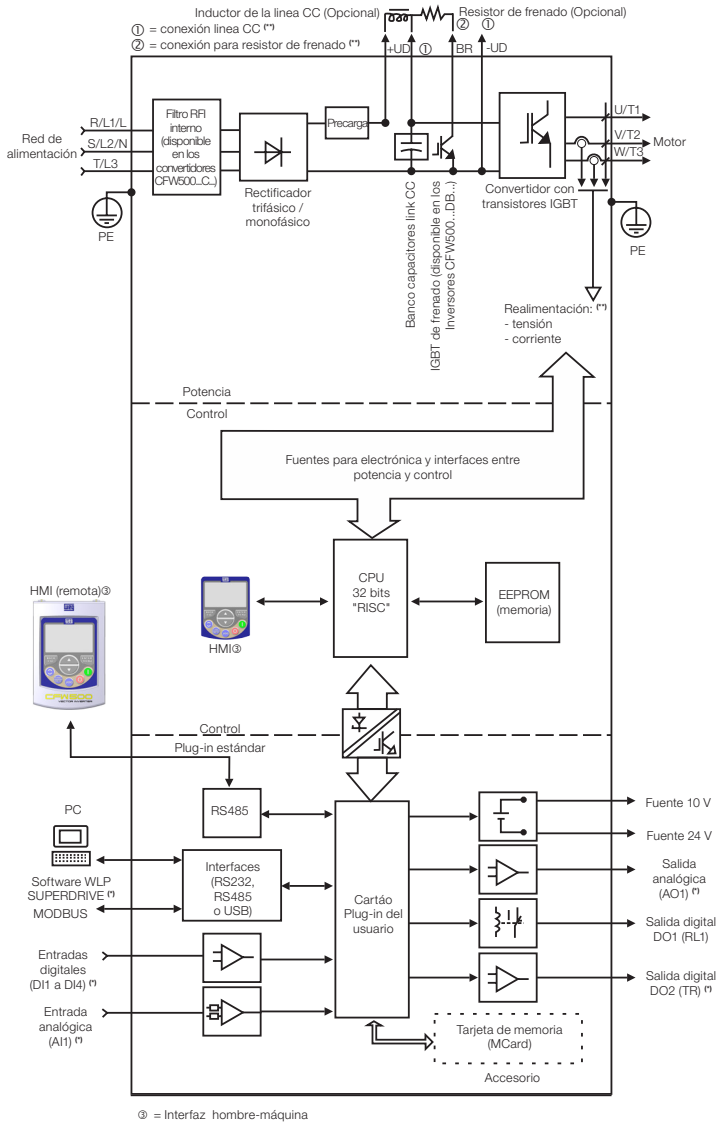 Inductor de la linea CC (Opcional)
Resistor de frenado (Opcional)
① = conexión linea CC (**)
② = conexión para resistor de frenado (**)
② ①
+UD ① BR -UD
Red de
alimentación
R/L1/L
S/L2/N
T/L3
PE
Filtro RFI
interno
(disponible
en los
convertidores
CFW500...C...)
Rectificador
trifásico /
monofásico
Precarga
Banco capacitores link CC
IGBT de frenado (disponible en los
Inversores CFW500...DB...)
Convertidor con
transistores IGBT
U/T1
V/T2
W/T3
Motor
PE
Realimentación: (**)
- tensión
- corriente
Potencia
Control
Fuentes para electrónica y interfaces entre
potencia y control
CPU
32 bits
"RISC"
EEPROM
(memoria)
HMI③
HMI (remota)③
CFW500
VECTOR INVERTER
Control
Plug-in estándar
RS485
PC
Software WLP
SUPERDRIVE (*)
MODBUS
Interfaces
(RS232,
RS485
o USB)
Entradas
digitales
(DI1 a DI4) (*)
Entrada
analógica
(AI1) (*)
Cartáo
Plug-in del
usuario
Fuente 10 V
Fuente 24 V
Salida
analógica
(AO1) (*)
Salida digital
DO1 (RL1)
Salida digital
DO2 (TR) (*)
Tarjeta de memoria
(MCard)
Accesorio
③ = Interfaz hombre-máquina